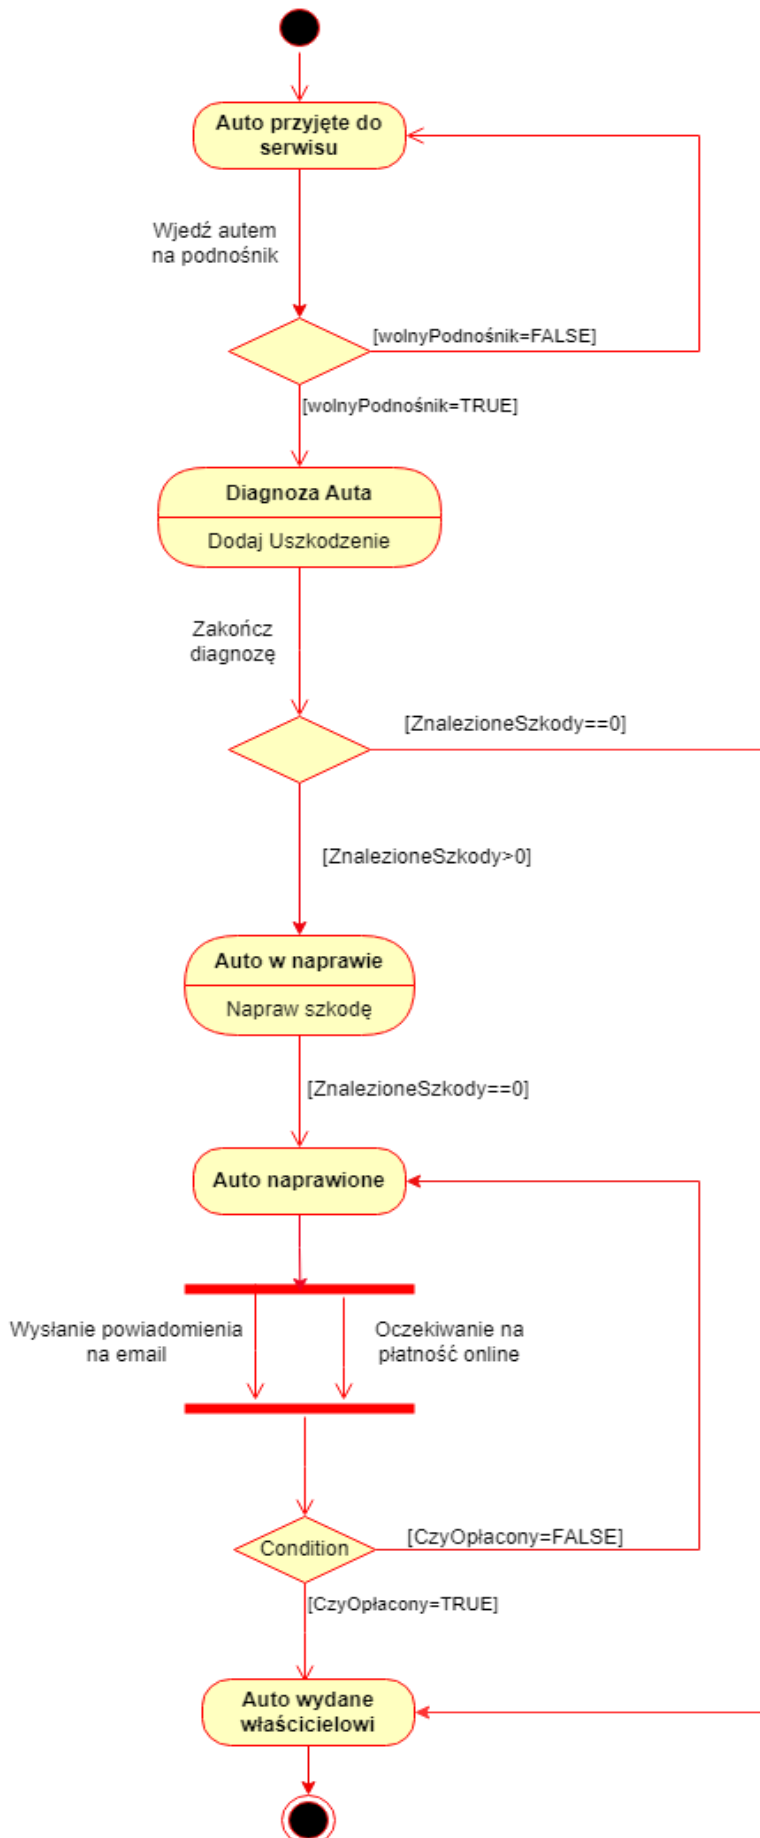 Auto przyjęte do
serwisu
Wjedź autem
na podnośnik
[wolnyPodnośnik=FALSE]
[wolnyPodnośnik=TRUE]
Diagnoza Auta
Dodaj Uszkodzenie
Zakończ
diagnozę
[ZnalezioneSzkody==0]
[ZnalezioneSzkody>0]
Auto w naprawie
Napraw szkodę
[ZnalezioneSzkody==0]
Auto naprawione
Wysłanie powiadomienia
na email
Oczekiwanie na
płatność online
Condition
[CzyOpłacony=FALSE]
[CzyOpłacony=TRUE]
Auto wydane
właścicielowi